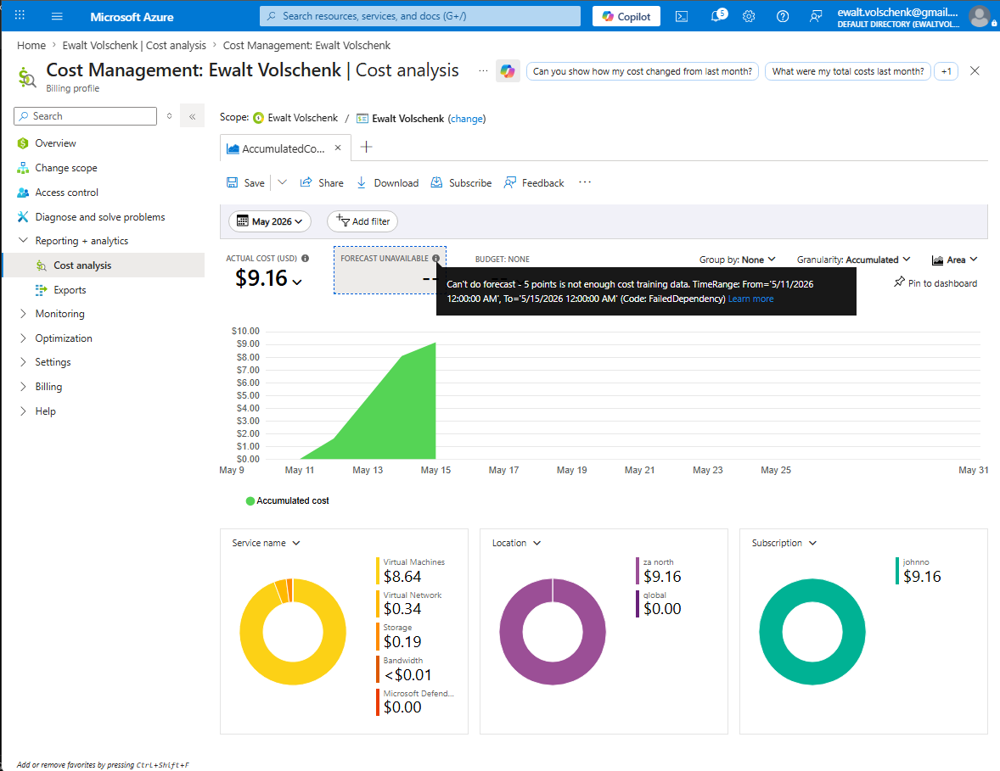 Microsoft Azure
Search resources, services, and docs (G+/)
Copilot
5
ewalt.volschenk@gmail....
DEFAULT DIRECTORY (EWALTVOL...
Home > Ewalt Volschenk | Cost analysis > Cost Management: Ewalt Volschenk
Cost Management: Ewalt Volschenk | Cost analysis
...
Can you show how my cost changed from last month?
What were my total costs last month?
+1
Billing profile
Search
Overview
Change scope
Access control
Diagnose and solve problems
Reporting + analytics
Cost analysis
Exports
Monitoring
Optimization
Settings
Billing
Help
Scope: Ewalt Volschenk / Ewalt Volschenk (change)
AccumulatedCo...
Save
Share
Download
Subscribe
Feedback
...
May 2026
Add filter
ACTUAL COST (USD)
$9.16
FORECAST UNAVAILABLE
--
BUDGET: NONE
Group by: None
Granularity: Accumulated
Area
Pin to dashboard
Can't do forecast - 5 points is not enough cost training data. TimeRange: From='5/11/2026
12:00:00 AM', To='5/15/2026 12:00:00 AM' (Code: FailedDependency) Learn more
$10.00
$9.00
$8.00
$7.00
$6.00
$5.00
$4.00
$3.00
$2.00
$1.00
$0.00
May 9 May 11 May 13 May 15 May 17 May 19 May 21 May 23 May 25 May 31
Accumulated cost
Service name
Virtual Machines
$8.64
Virtual Network
$0.34
Storage
$0.19
Bandwidth
<$0.01
Microsoft Defend...
$0.00
Location
za north
$9.16
global
$0.00
Subscription
johnno
$9.16
Add or remove favorites by pressing Ctrl+Shift+F